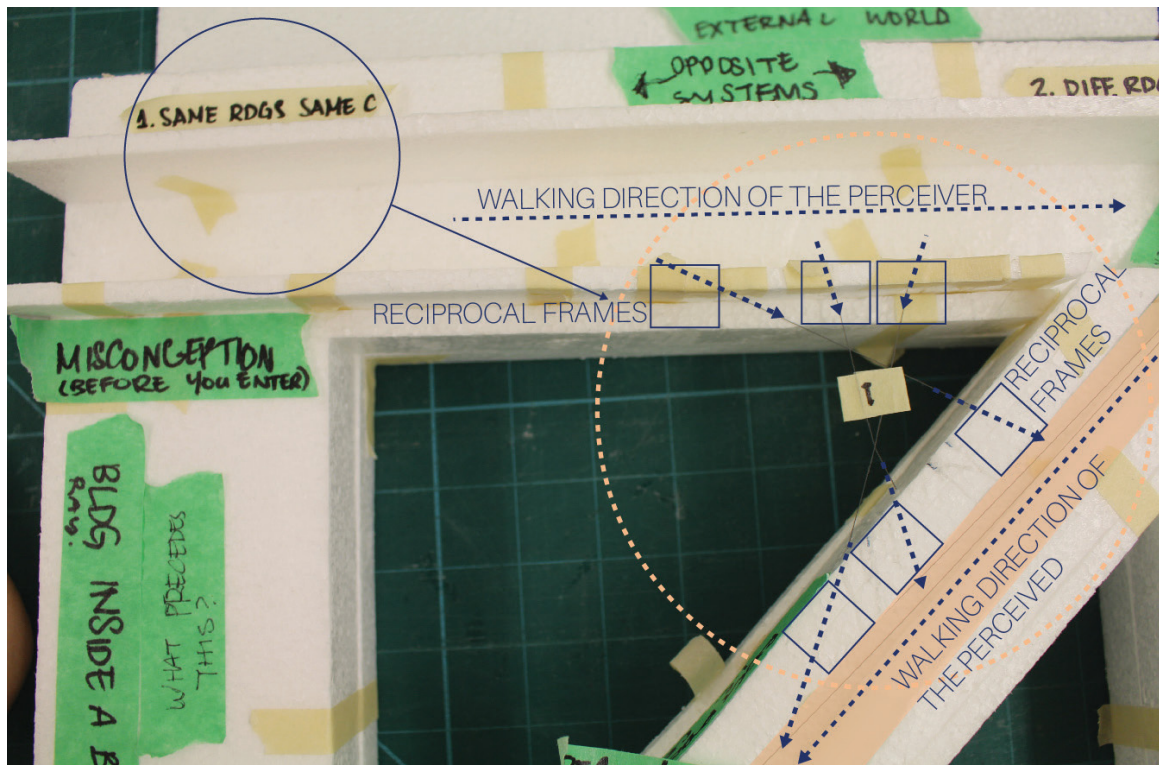 EXTERNAL WORLD
OPPOSITE
SYSTEMS
1. SAME RDGS SAME C
2. DIFF. RDG
WALKING DIRECTION OF THE PERCEIVER
RECIPROCAL FRAMES
RECIPROCAL
FRAMES
MISCONCEPTION
(BEFORE YOU ENTER)
1
BLDG INSIDE A B
WHAT PRECEDES
THIS?
WALKING DIRECTION OF
THE PERCEIVED